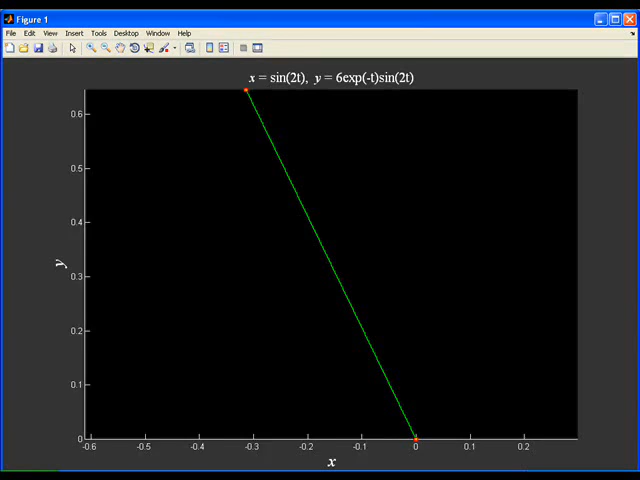 Figure 1
File Edit View Insert Tools Desktop Window Help
x = sin(2t), y = 6exp(-t)sin(2t)
0.6
0.5
0.4
y
0.3
0.2
0.1
0
-0.6 -0.5 -0.4 -0.3 -0.2 -0.1 0 0.1 0.2
x